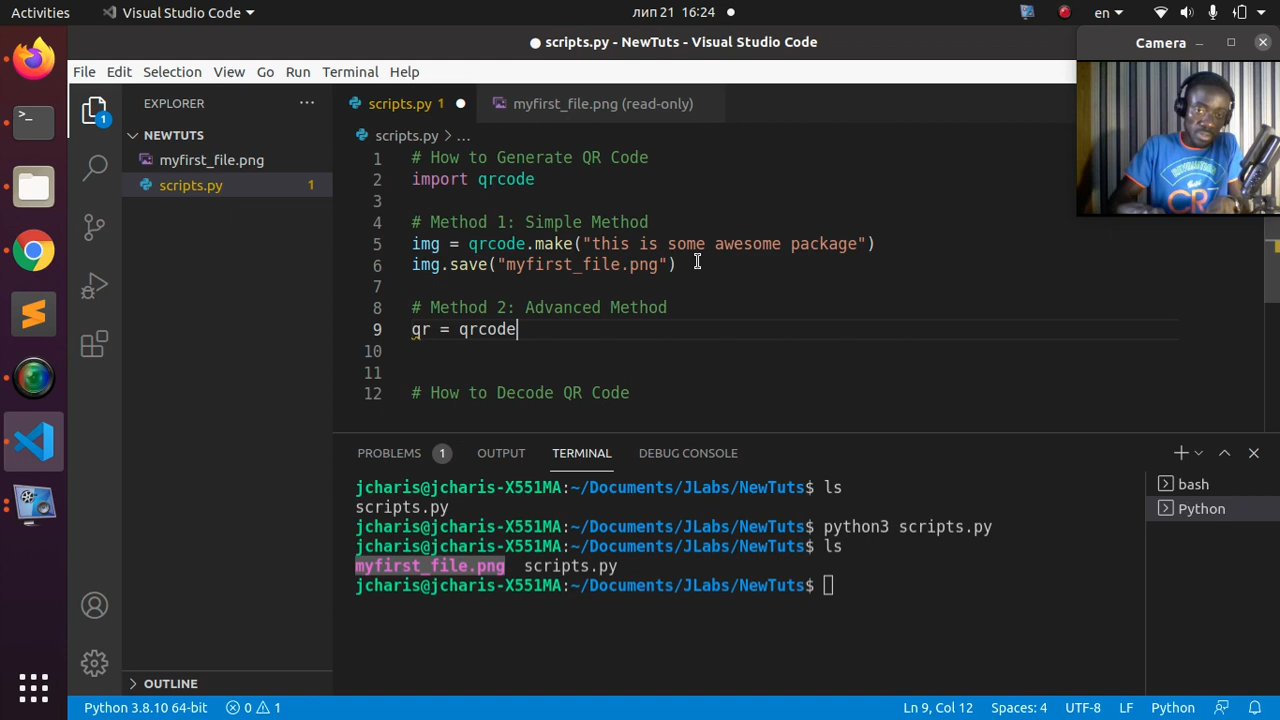 Activities
Visual Studio Code
лип 21 16:24
en
scripts.py - NewTuts - Visual Studio Code
Camera
File Edit Selection View Go Run Terminal Help
EXPLORER
scripts.py 1
myfirst_file.png (read-only)
NEWTUTS
scripts.py > ...
myfirst_file.png
scripts.py 1
1
1 # How to Generate QR Code
2 import qrcode
3
4 # Method 1: Simple Method
5 img = qrcode.make("this is some awesome package")
6 img.save("myfirst_file.png")
7
8 # Method 2: Advanced Method
9 qr = qrcode
10
11
12 # How to Decode QR Code
CR
PROBLEMS 1 OUTPUT TERMINAL DEBUG CONSOLE
jcharis@jcharis-X551MA:~/Documents/JLabs/NewTuts$ ls
scripts.py
jcharis@jcharis-X551MA:~/Documents/JLabs/NewTuts$ python3 scripts.py
jcharis@jcharis-X551MA:~/Documents/JLabs/NewTuts$ ls
myfirst_file.png scripts.py
jcharis@jcharis-X551MA:~/Documents/JLabs/NewTuts$
bash
Python
OUTLINE
Python 3.8.10 64-bit 0 1 Ln 9, Col 12 Spaces: 4 UTF-8 LF Python